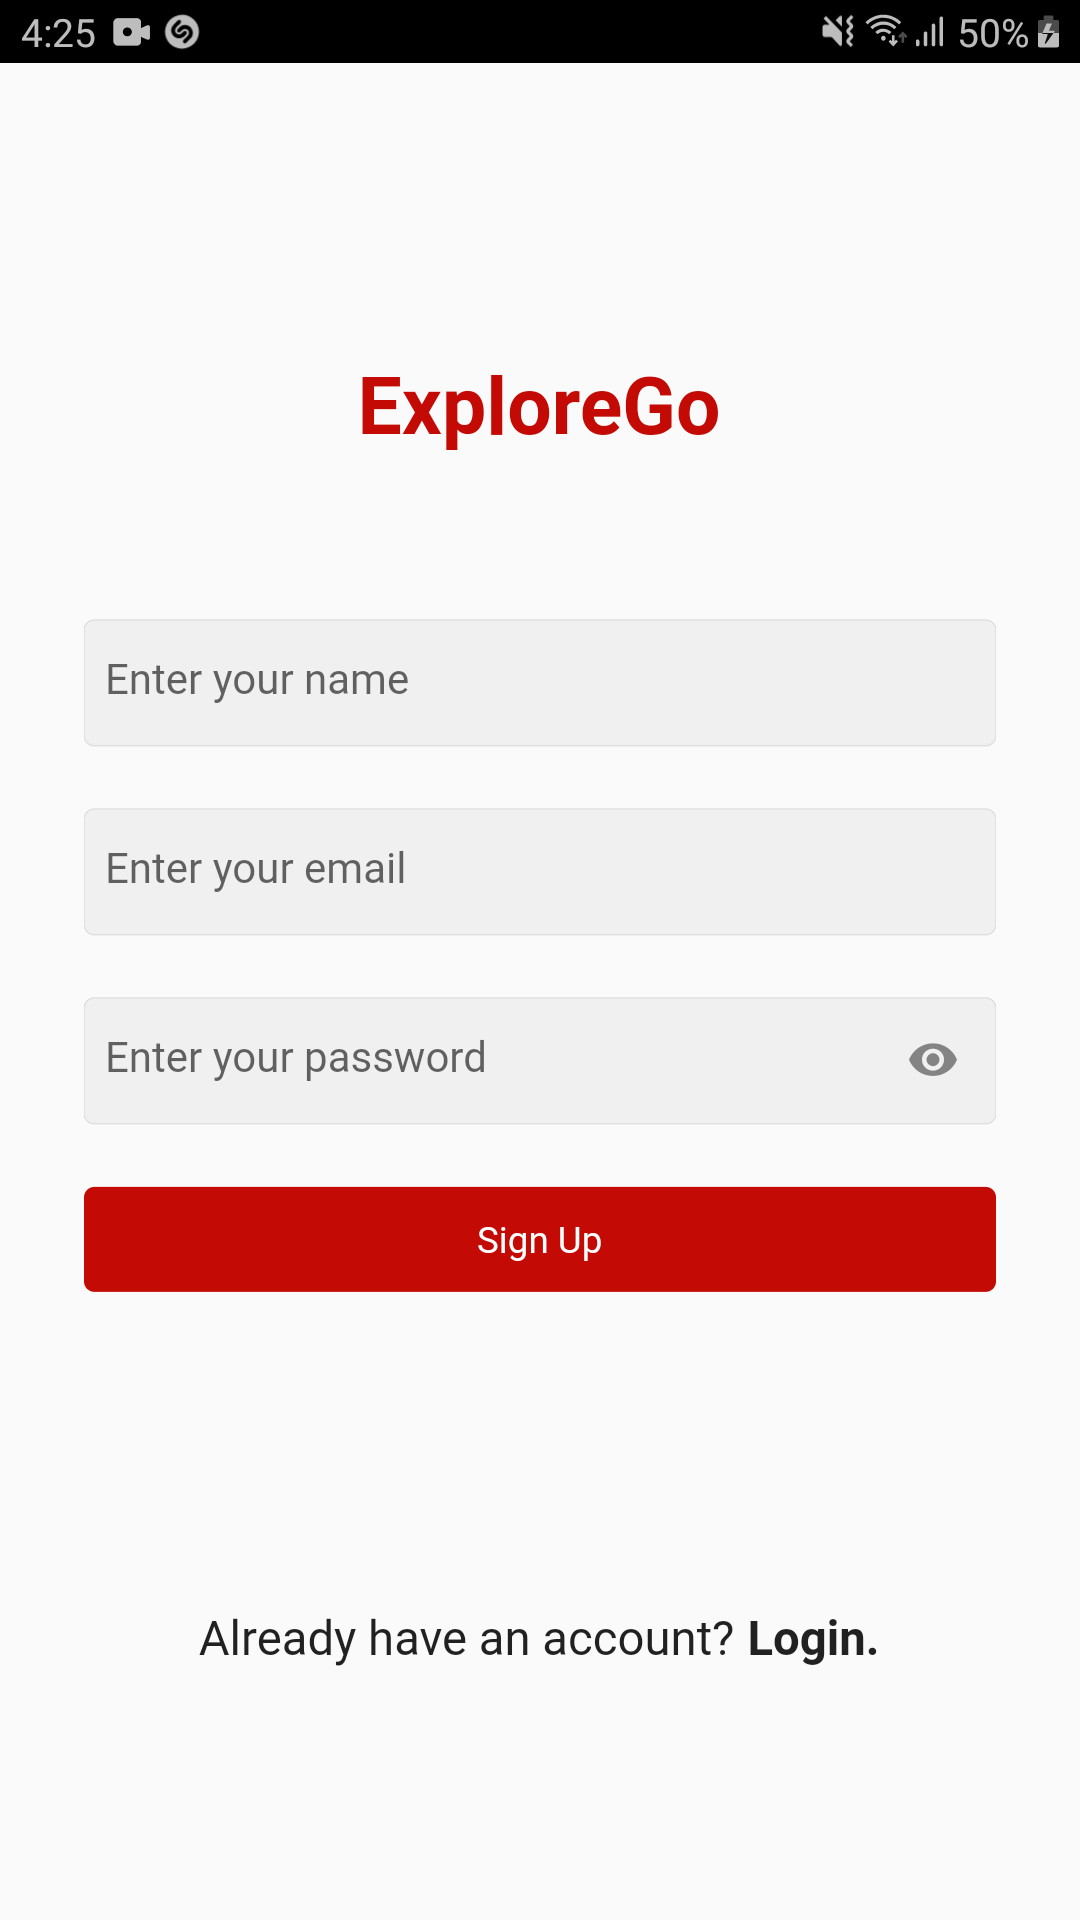 4:25 50%
ExploreGo
Enter your name
Enter your email
Enter your password
Sign Up
Already have an account? Login.